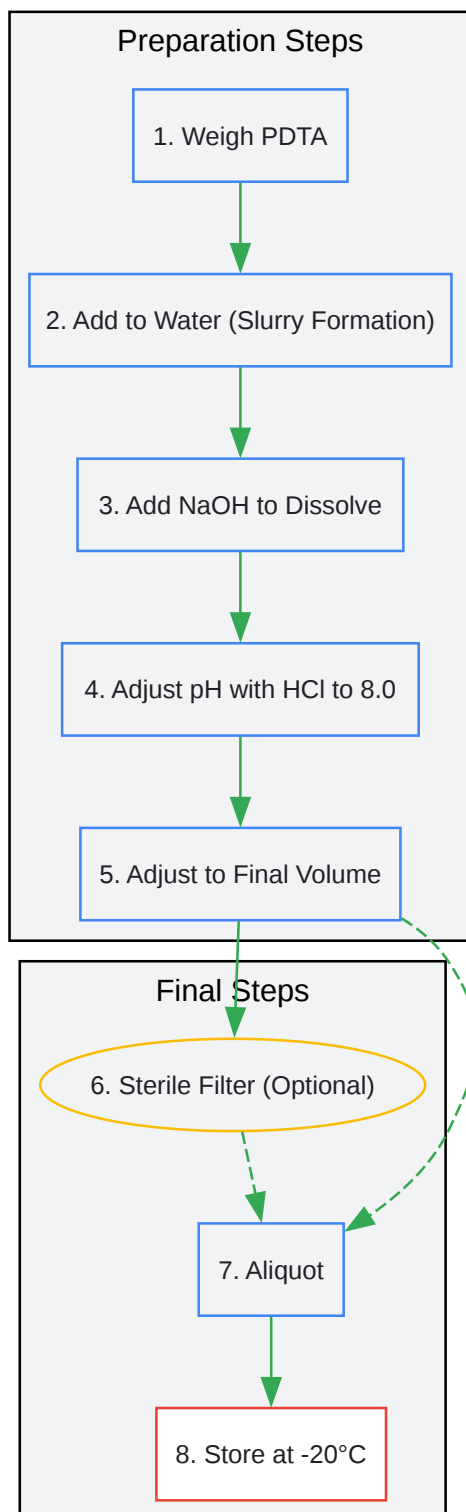 Preparation Steps
1. Weigh PDTA
2. Add to Water (Slurry Formation)
3. Add NaOH to Dissolve
4. Adjust pH with HCl to 8.0
5. Adjust to Final Volume
Final Steps
6. Sterile Filter (Optional)
7. Aliquot
8. Store at -20°C